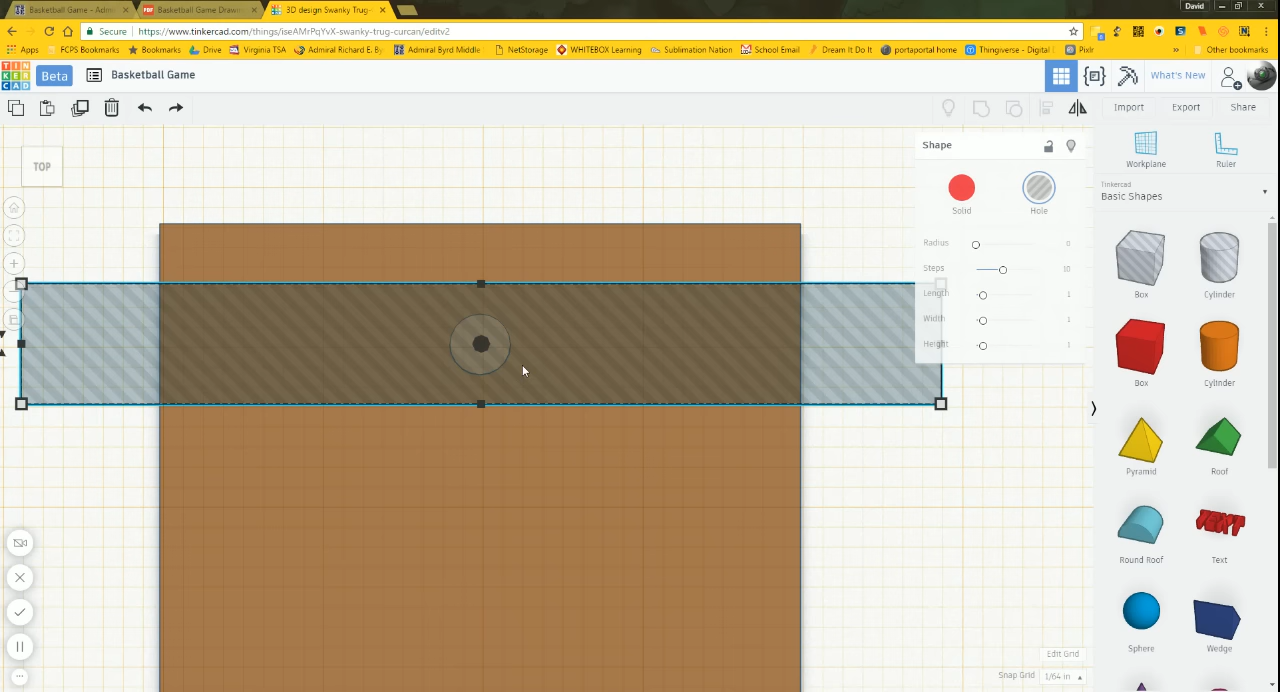 Basketball Game - Admi
Basketball Game Drawin
3D design Swanky Trug-
David
Secure
https://www.tinkercad.com/things/iseAMrPqYvX-swanky-trug-curcan/editv2
Apps
FCPS Bookmarks
Bookmarks
Drive
Virginia TSA
Admiral Richard E. By
Admiral Byrd Middle
NetStorage
WHITEBOX Learning
Sublimation Nation
School Email
Dream It Do It
portaportal home
Thingiverse - Digital
Pixlr
»
Other bookmarks
TIN
KER
CAD
Beta
Basketball Game
What's New
Import
Export
Share
TOP
Shape
Solid
Hole
Radius 0
Steps 10
Length 1
Width 1
Height 1
Workplane
Ruler
Tinkercad
Basic Shapes
Box
Cylinder
Box
Cylinder
Pyramid
Roof
TEXT
Round Roof
Text
Sphere
Wedge
Edit Grid
Snap Grid 1/64 in